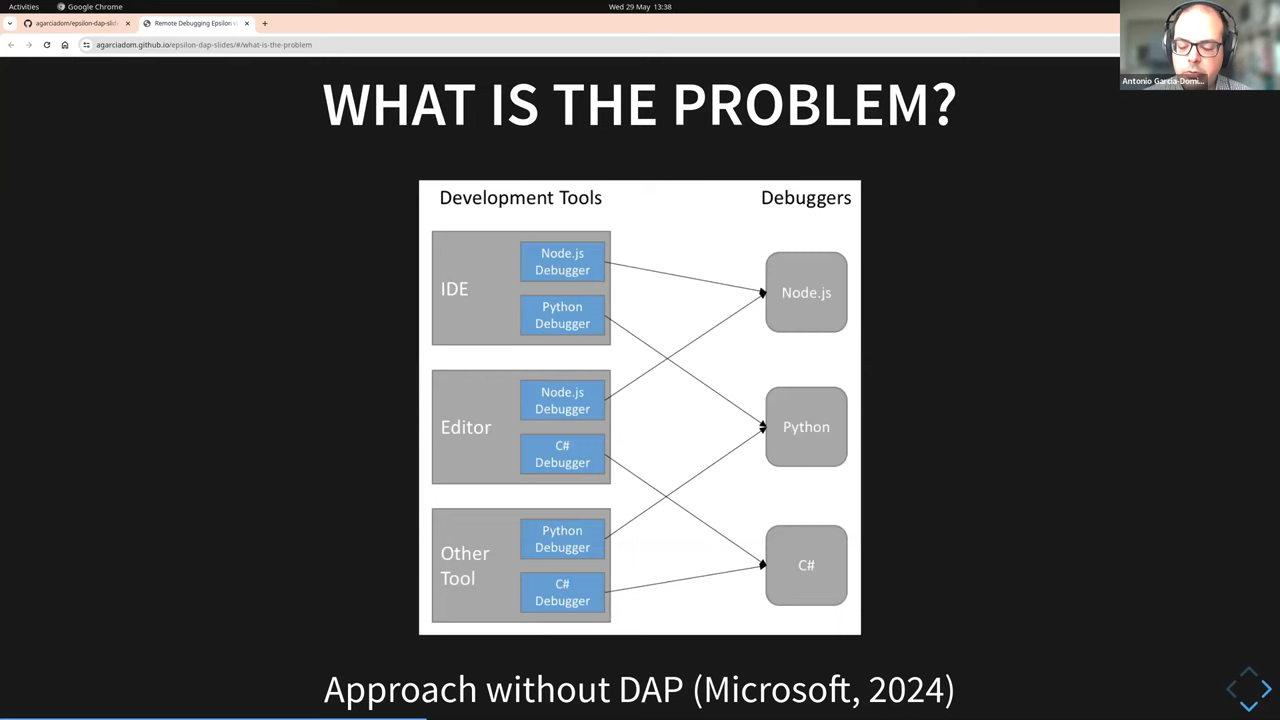 Activities
Google Chrome
Wed 29 May 13:38
agarciadom/epsilon-dap-slid
Remote Debugging Epsilon v
agarciadom.github.io/epsilon-dap-slides/#/what-is-the-problem
Antonio Garcia-Domi...
WHAT IS THE PROBLEM?
Development Tools
Debuggers
IDE
Node.js
Debugger
Python
Debugger
Editor
Node.js
Debugger
C#
Debugger
Other
Tool
Python
Debugger
C#
Debugger
Node.js
Python
C#
Approach without DAP (Microsoft, 2024)